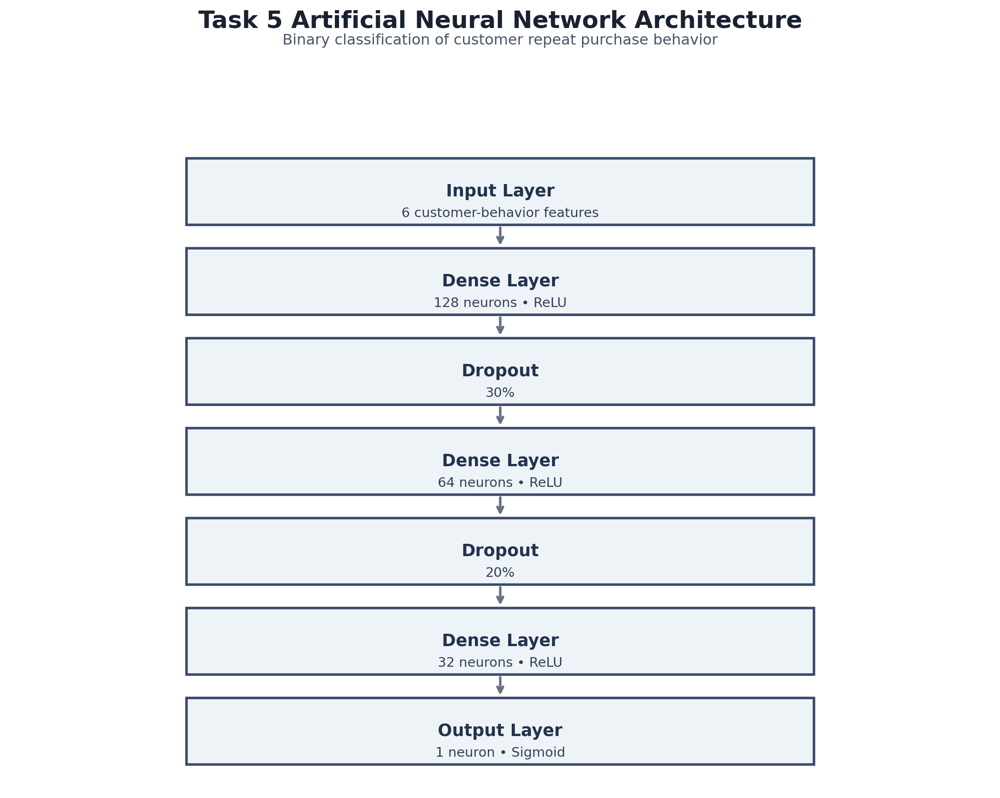 Task 5 Artificial Neural Network Architecture
Binary classification of customer repeat purchase behavior
Input Layer
6 customer-behavior features
Dense Layer
128 neurons • ReLU
Dropout
30%
Dense Layer
64 neurons • ReLU
Dropout
20%
Dense Layer
32 neurons • ReLU
Output Layer
1 neuron • Sigmoid